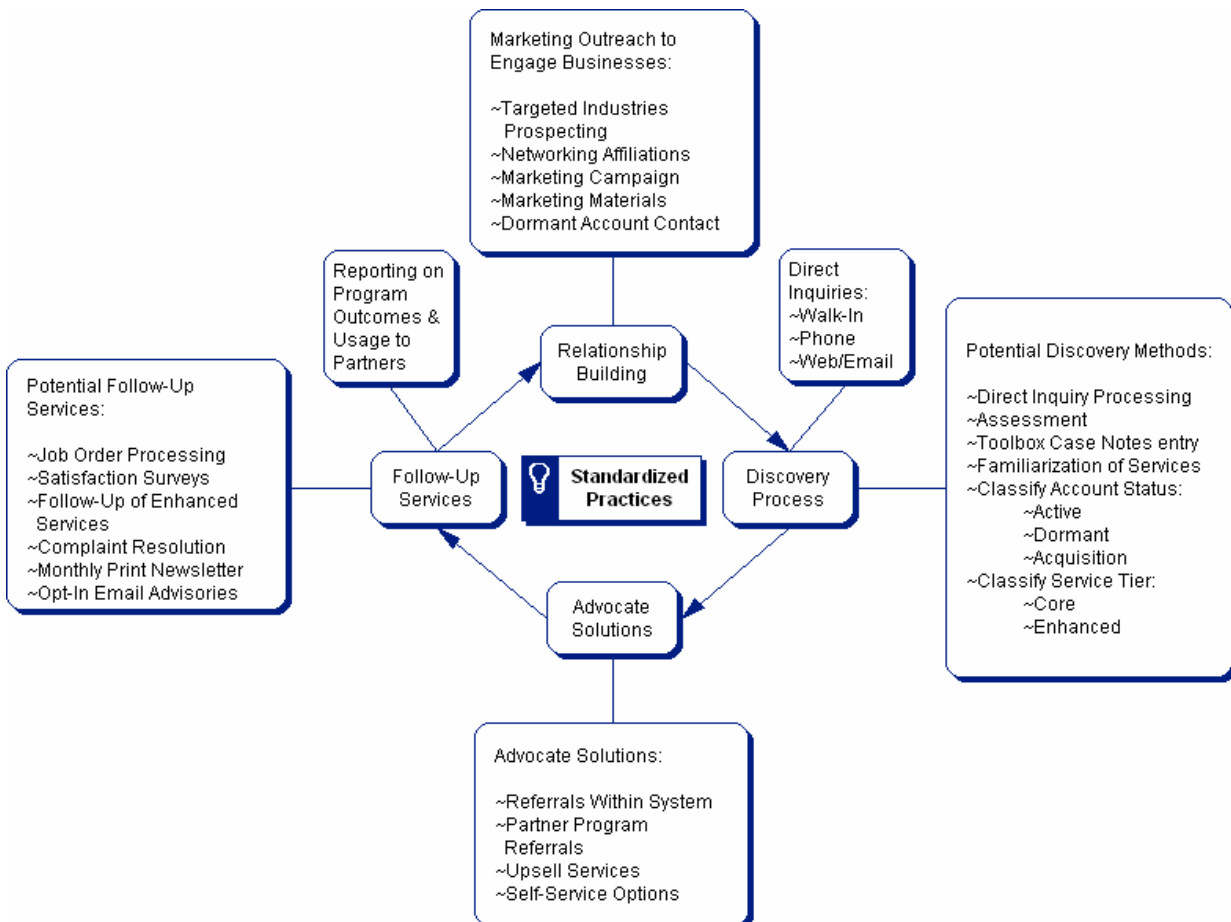 Marketing Outreach to
Engage Businesses:
~Targeted Industries
Prospecting
~Networking Affiliations
~Marketing Campaign
~Marketing Materials
~Dormant Account Contact
Reporting on
Program
Outcomes &
Usage to
Partners
Direct
Inquiries:
~Walk-In
~Phone
~Web/Email
Relationship
Building
Potential Follow-Up
Services:
~Job Order Processing
~Satisfaction Surveys
~Follow-Up of Enhanced
Services
~Complaint Resolution
~Monthly Print Newsletter
~Opt-In Email Advisories
Follow-Up
Services
Standardized
Practices
Discovery
Process
Potential Discovery Methods:
~Direct Inquiry Processing
~Assessment
~Toolbox Case Notes entry
~Familiarization of Services
~Classify Account Status:
~Active
~Dormant
~Acquisition
~Classify Service Tier:
~Core
~Enhanced
Advocate
Solutions
Advocate Solutions:
~Referrals Within System
~Partner Program
Referrals
~Upsell Services
~Self-Service Options